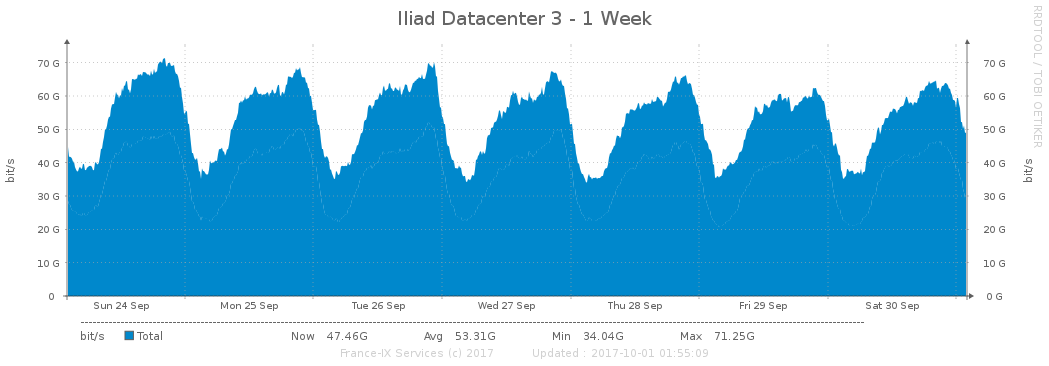 Iliad Datacenter 3 - 1 Week
RRDTOOL / TOBI OETIKER
bit/s
70 G 70 G
60 G 60 G
50 G 50 G
40 G 40 G
30 G 30 G
20 G 20 G
10 G 10 G
0 0 G
bit/s
Sun 24 Sep Mon 25 Sep Tue 26 Sep Wed 27 Sep Thu 28 Sep Fri 29 Sep Sat 30 Sep
bit/s Total Now 47.46G Avg 53.31G Min 34.04G Max 71.25G
France-IX Services (c) 2017 Updated : 2017-10-01 01:55:09